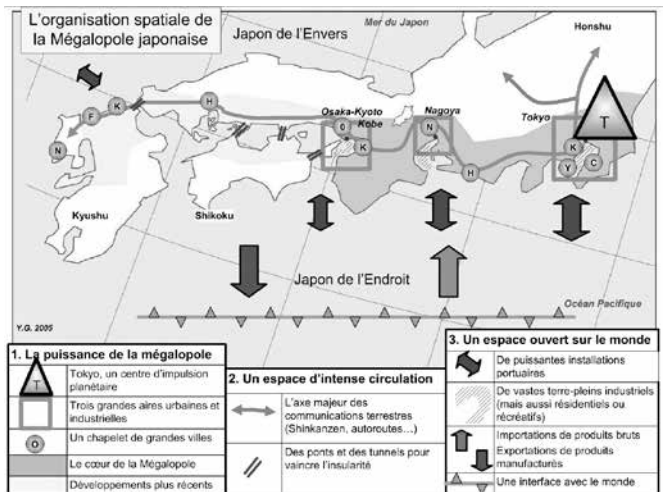 L'organisation spatiale de
la Mégalopole japonaise
Mer du Japon
Honshu
Japon de l'Envers
Osaka-Kyoto
Kobe
Nagoya
Tokyo
T
K
F
N
H
O
K
N
H
K
Y
C
Kyushu
Shikoku
Japon de l'Endroit
Océan Pacifique
Y.G. 2005
1. La puissance de la mégalopole
T
Tokyo, un centre d'impulsion
planétaire
Trois grandes aires urbaines et
industrielles
O
Un chapelet de grandes villes
Le cœur de la Mégalopole
Développements plus récents
2. Un espace d'intense circulation
L'axe majeur des
communications terrestres
(Shinkanzen, autoroutes...)
Des ponts et des tunnels pour
vaincre l'insularité
3. Un espace ouvert sur le monde
De puissantes installations
portuaires
De vastes terre-pleins industriels
(mais aussi résidentiels ou
récréatifs)
Importations de produits bruts
Exportations de produits
manufacturés
Une interface avec le monde